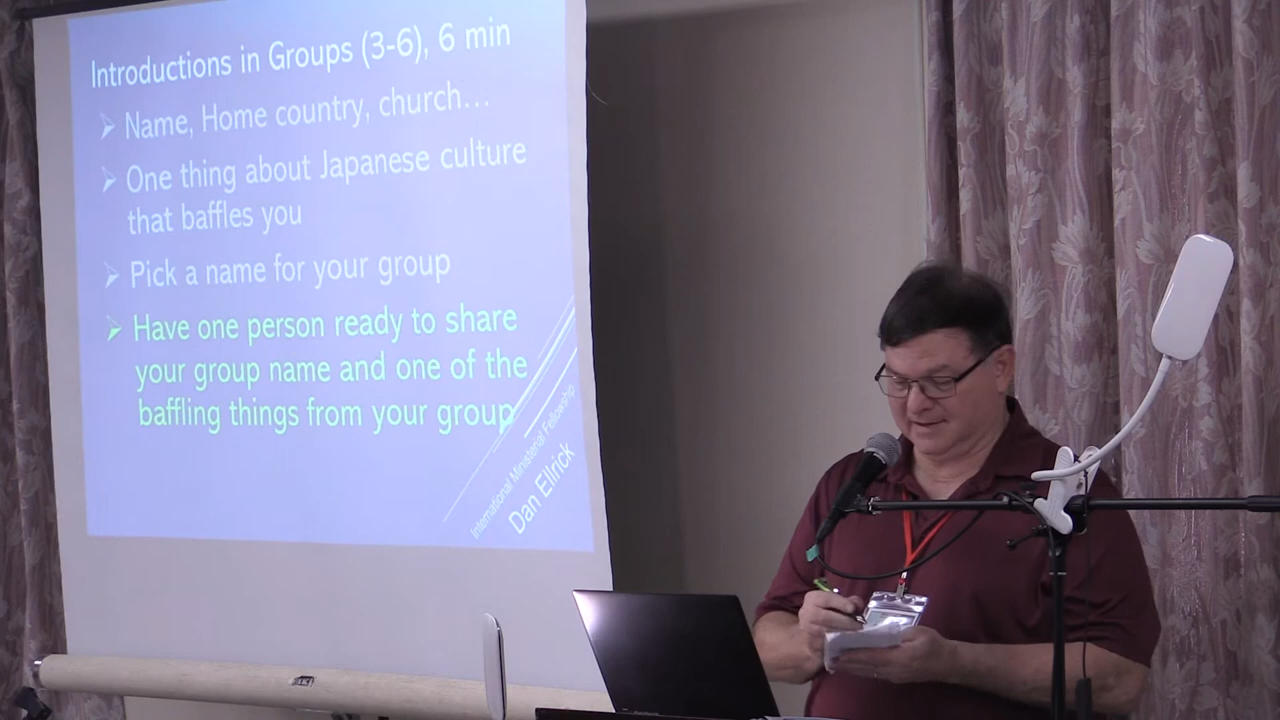 Introductions in Groups (3-6), 6 min
➢ Name, Home country, church…
➢ One thing about Japanese culture
that baffles you
➢ Pick a name for your group
➢ Have one person ready to share
your group name and one of the
baffling things from your group
International Ministerial Fellowship
Dan Ellrick